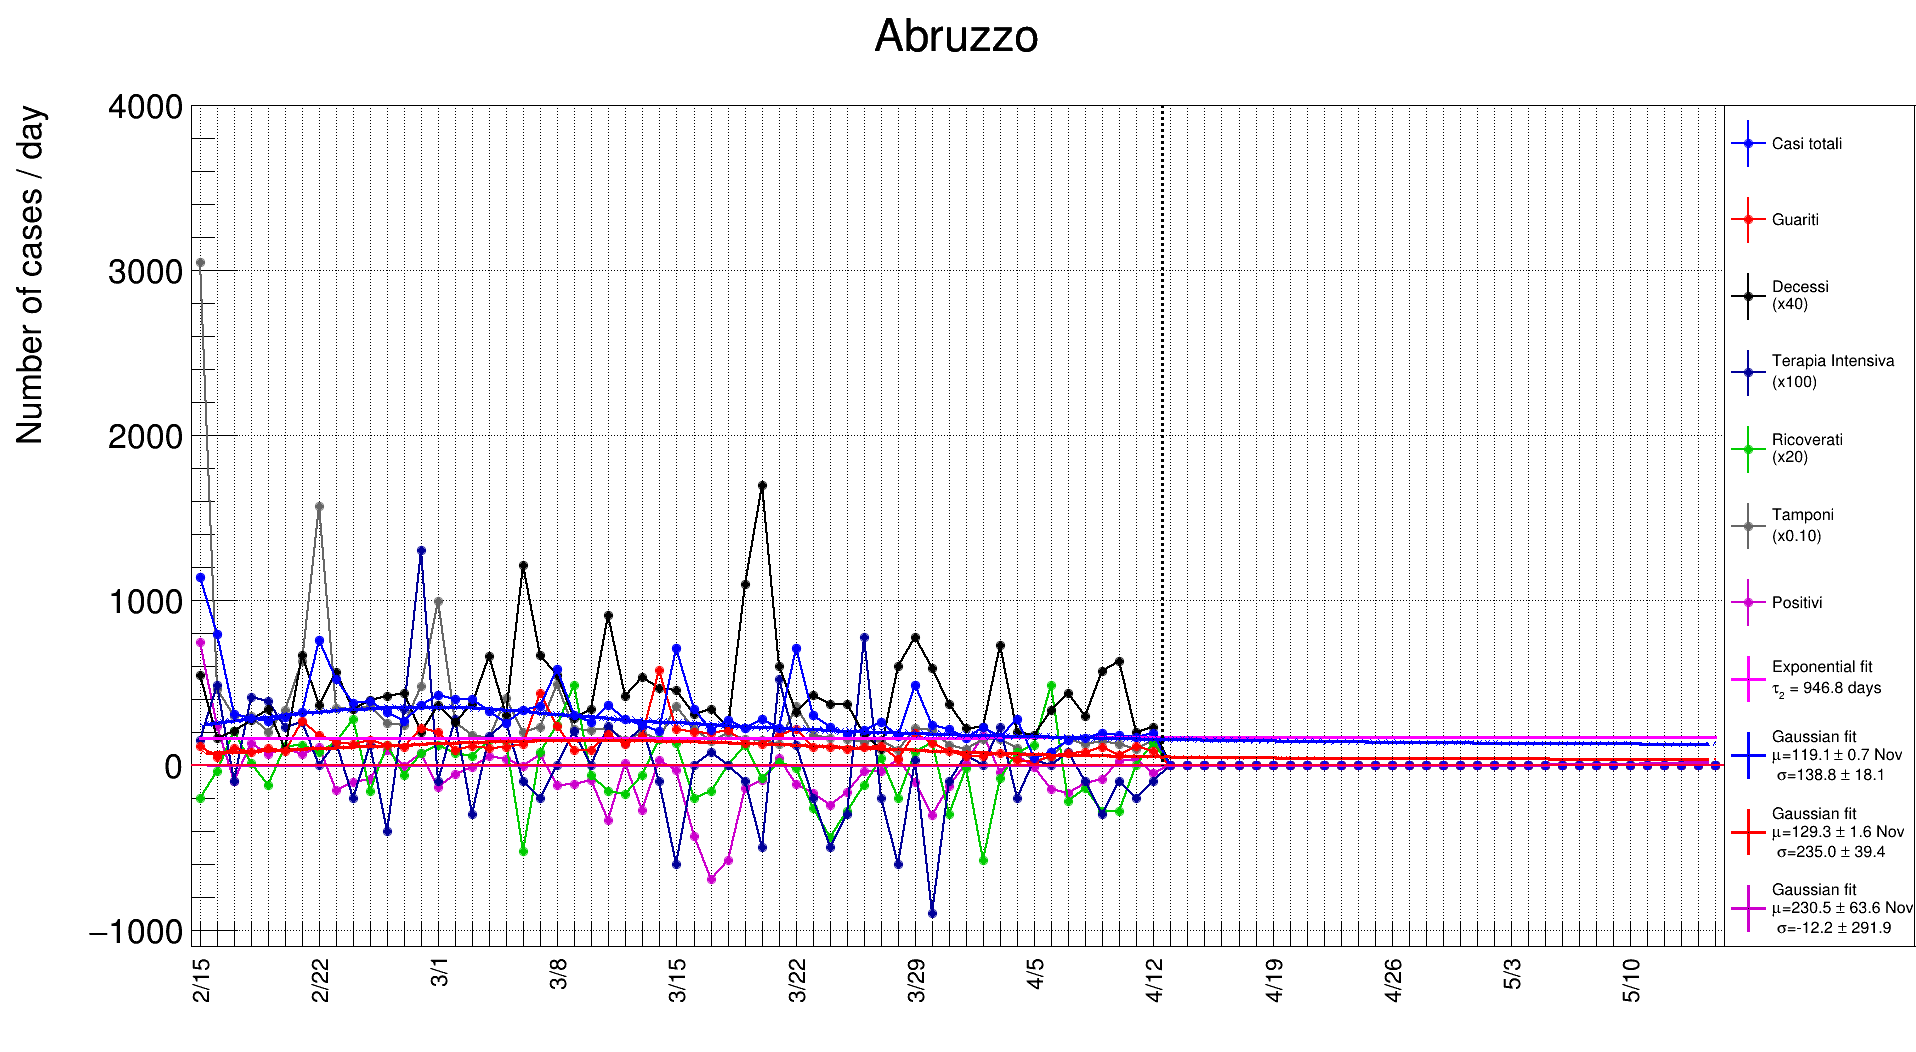 Abruzzo
Number of cases / day
4000
3000
2000
1000
0
−1000
2/15
2/22
3/1
3/8
3/15
3/22
3/29
4/5
4/12
4/19
4/26
5/3
5/10
Casi totali
Guariti
Decessi
(x40)
Terapia Intensiva
(x100)
Ricoverati
(x20)
Tamponi
(x0.10)
Positivi
Exponential fit
τ2 = 946.8 days
Gaussian fit
μ=119.1 ± 0.7 Nov
σ=138.8 ± 18.1
Gaussian fit
μ=129.3 ± 1.6 Nov
σ=235.0 ± 39.4
Gaussian fit
μ=230.5 ± 63.6 Nov
σ=-12.2 ± 291.9